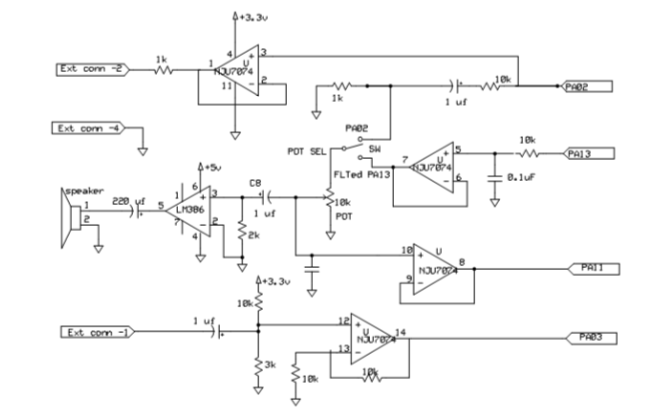 +3.3v
4
3
1k
1
U
NJU7074
2
11
Ext conn -2
10k
PA02
1k
1 uf
Ext conn -4
PA02
POT SEL
SW
FLTed PA13
7
5
U
NJU7074
6
10k
PA13
0.1uF
+5v
speaker
1
2
220 uf
5
6
1
3
LM386
7
2
4
C8
1 uf
2k
10k
POT
10
U
NJU7074
9
8
PA11
+3.3v
10k
Ext conn -1
1 uf
3k
12
U
NJU7074
13
14
10k
10k
PA03